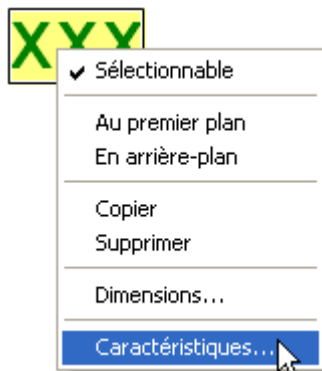 XXX
Sélectionnable
Au premier plan
En arrière-plan
Copier
Supprimer
Dimensions...
Caractéristiques...